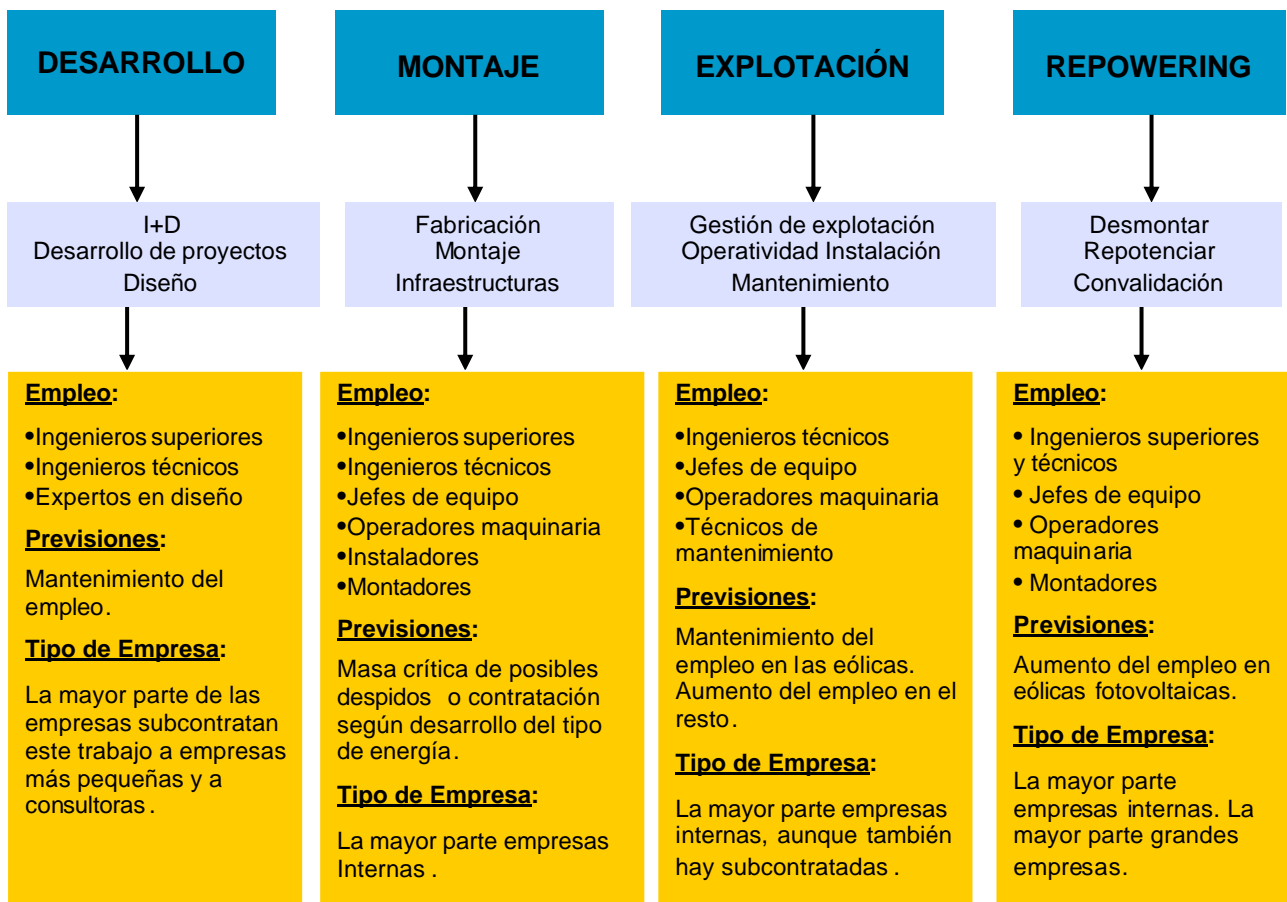 DESARROLLO
I+D
Desarrollo de proyectos
Diseño
Empleo:
•Ingenieros superiores
•Ingenieros técnicos
•Expertos en diseño
Previsiones:
Mantenimiento del
empleo.
Tipo de Empresa:
La mayor parte de las
empresas subcontratan
este trabajo a empresas
más pequeñas y a
consultoras.
MONTAJE
Fabricación
Montaje
Infraestructuras
Empleo:
•Ingenieros superiores
•Ingenieros técnicos
•Jefes de equipo
•Operadores maquinaria
•Instaladores
•Montadores
Previsiones:
Masa crítica de posibles
despidos o contratación
según desarrollo del tipo
de energía.
Tipo de Empresa:
La mayor parte empresas
Internas .
EXPLOTACIÓN
Gestión de explotación
Operatividad Instalación
Mantenimiento
Empleo:
•Ingenieros técnicos
•Jefes de equipo
•Operadores maquinaria
•Técnicos de
mantenimiento
Previsiones:
Mantenimiento del
empleo en las eólicas.
Aumento del empleo en el
resto.
Tipo de Empresa:
La mayor parte empresas
internas, aunque también
hay subcontratadas .
REPOWERING
Desmontar
Repotenciar
Convalidación
Empleo:
• Ingenieros superiores
y técnicos
• Jefes de equipo
• Operadores
maquinaria
• Montadores
Previsiones:
Aumento del empleo en
eólicas fotovoltaicas.
Tipo de Empresa:
La mayor parte
empresas internas. La
mayor parte grandes
empresas.